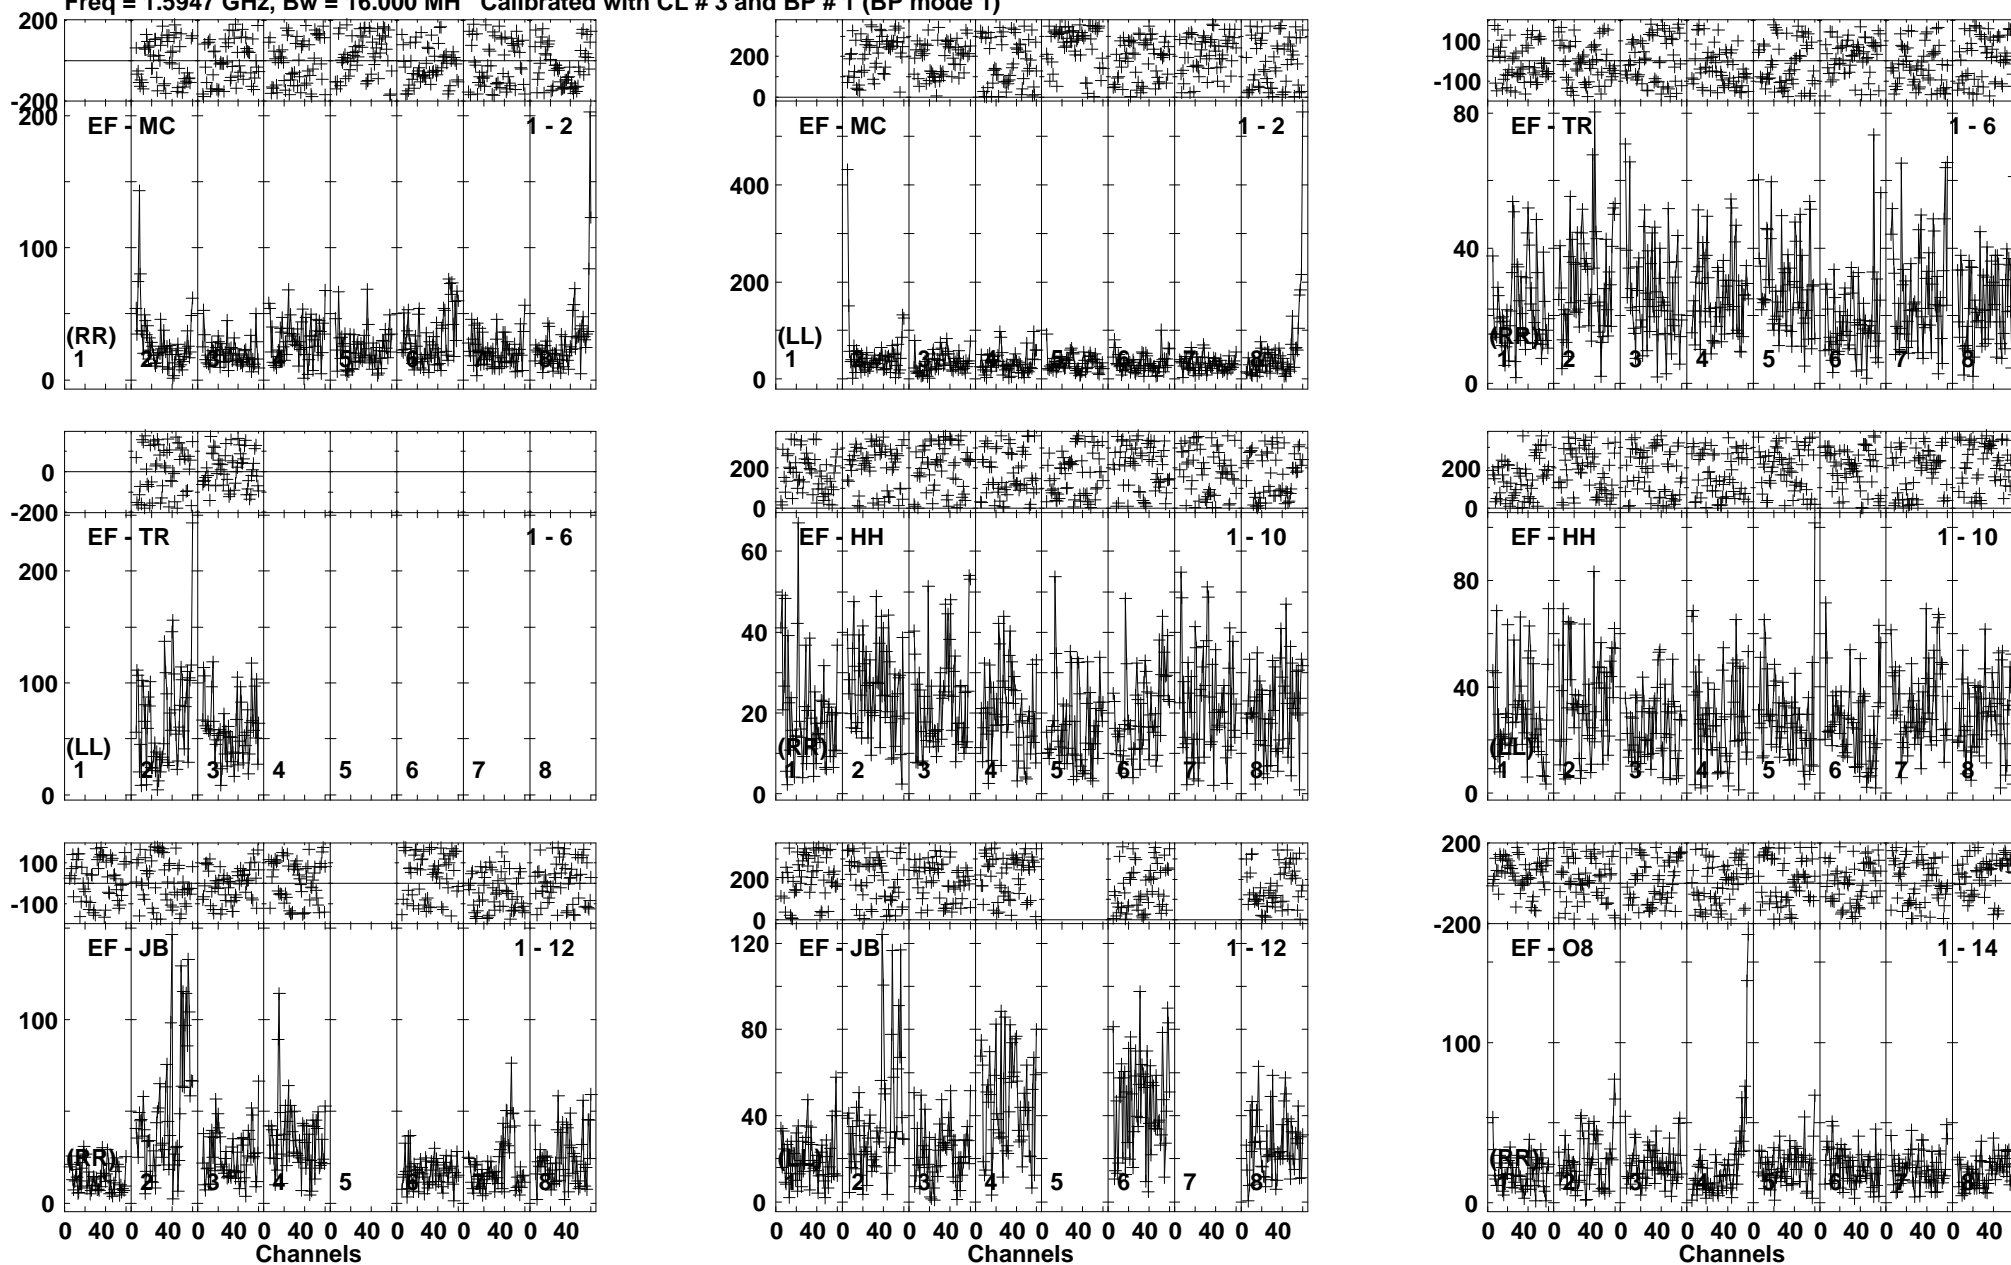 Freq = 1.5947 GHz, Bw = 16.000 MH Calibrated with CL # 3 and BP # 1 (BP mode 1)
200
-200
200 EF - MC 1 - 2
100
(RR)
0
1 2 3 4 5 6 7 8
200
0
EF - MC 1 - 2
400
200
(LL)
0
1 2 3 4 5 6 7 8
100
-100
80 EF - TR 1 - 6
40
(RR)
0
1 2 3 4 5 6 7 8
0
-200
EF - TR 1 - 6
200
100
(LL)
0
1 2 3 4 5 6 7 8
200
0
EF - HH 1 - 10
60
40
20
(RR)
0
1 2 3 4 5 6 7 8
200
0
EF - HH 1 - 10
80
40
(LL)
0
1 2 3 4 5 6 7 8
100
-100
EF - JB 1 - 12
100
(RR)
0
1 2 3 4 5 6 7 8
0 40 0 40 0 40 0 40 0 40 0 40 0 40 0 40
Channels
200
0
EF - JB 1 - 12
120
80
40
(LL)
0
1 2 3 4 5 6 7 8
0 40 0 40 0 40 0 40 0 40 0 40 0 40 0 40
Channels
200
-200
EF - O8 1 - 14
100
(RR)
0
1 2 3 4 5 6 7 8
0 40 0 40 0 40 0 40 0 40 0 40 0 40 0 40
Channels